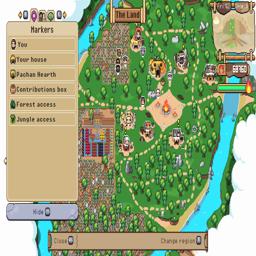 The Land
Markers
You
Your house
Pachan Hearth
Contributions box
Forest access
Jungle access
Hide
Close
Change region